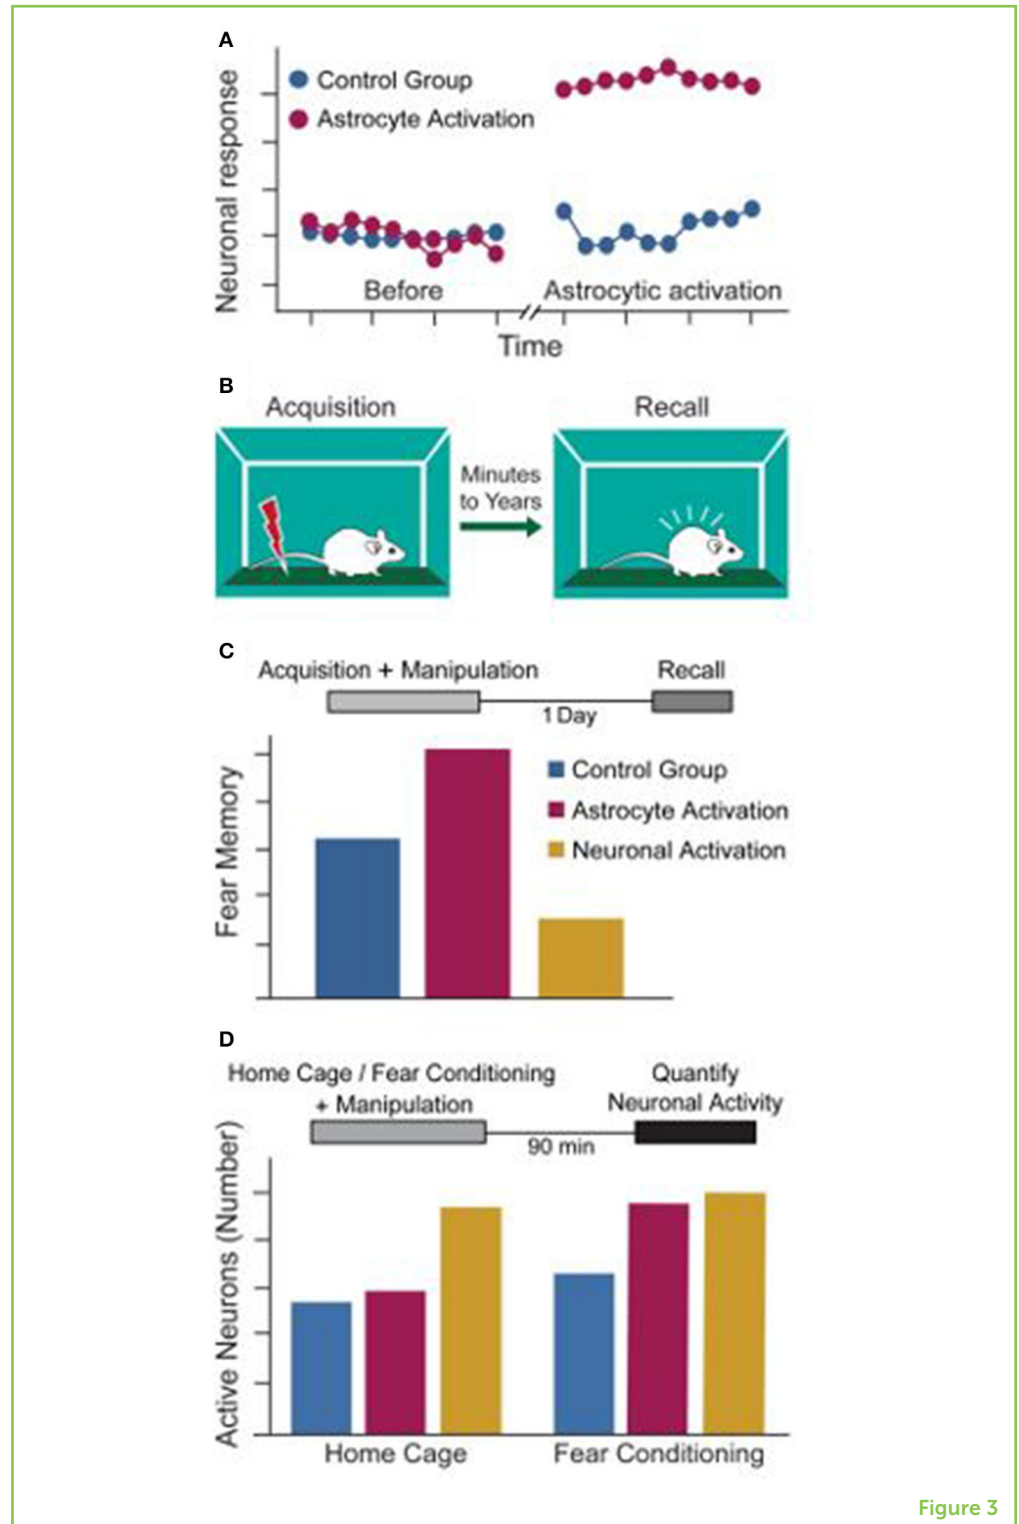 A
Neuronal response
Control Group
Astrocyte Activation
Before
Astrocytic activation
Time
B
Acquisition
Recall
Minutes
to Years
C
Acquisition + Manipulation
Recall
1 Day
Fear Memory
Control Group
Astrocyte Activation
Neuronal Activation
D
Home Cage / Fear Conditioning
+ Manipulation
Quantify
Neuronal Activity
90 min
Active Neurons (Number)
Home Cage
Fear Conditioning
Figure 3